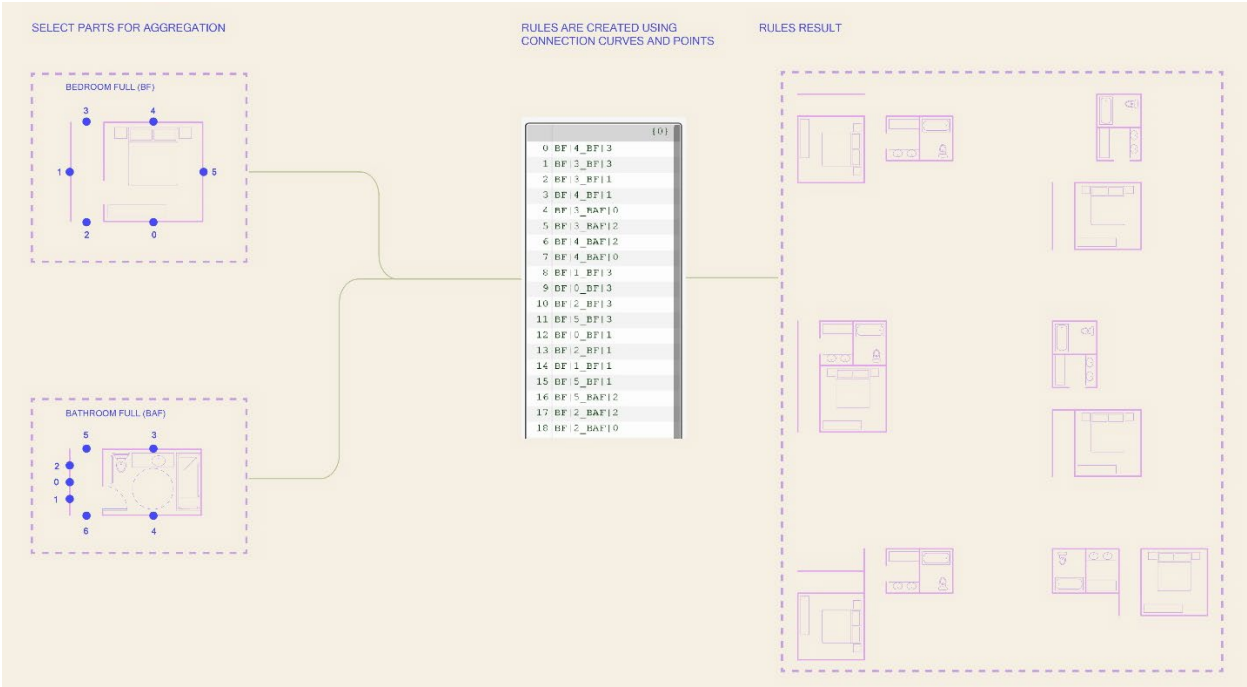 SELECT PARTS FOR AGGREGATION
RULES ARE CREATED USING
CONNECTION CURVES AND POINTS
RULES RESULT
BEDROOM FULL (BF)
3 4
1 5
2 0
BATHROOM FULL (BAF)
5 3
2
0
1
6 4
{0}
0 BF|4_BF|3
1 BF|3_BF|3
2 BF|3_BF|1
3 BF|4_BF|1
4 BF|3_BAF|0
5 BF|3_BAF|2
6 BF|4_BAF|2
7 BF|4_BAF|0
8 BF|1_BF|3
9 BF|0_BF|3
10 BF|2_BF|3
11 BF|5_BF|3
12 BF|0_BF|1
13 BF|2_BF|1
14 BF|1_BF|1
15 BF|5_BF|1
16 BF|5_BAF|2
17 BF|2_BAF|2
18 BF|2_BAF|0